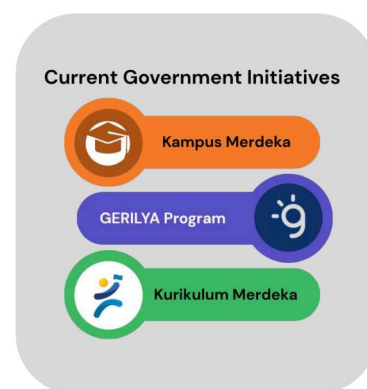 Current Government Initiatives
Kampus Merdeka
GERILYA Program
Kurikulum Merdeka